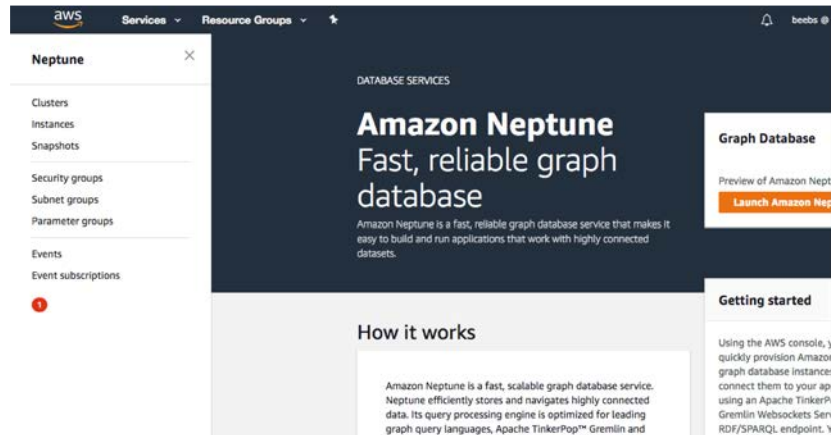 aws
Services
Resource Groups
beebs @
Neptune
Clusters
Instances
Snapshots
Security groups
Subnet groups
Parameter groups
Events
Event subscriptions
1
DATABASE SERVICES
Amazon Neptune
Fast, reliable graph
database
Amazon Neptune is a fast, reliable graph database service that makes it
easy to build and run applications that work with highly connected
datasets.
How it works
Amazon Neptune is a fast, scalable graph database service.
Neptune efficiently stores and navigates highly connected
data. Its query processing engine is optimized for leading
graph query languages, Apache TinkerPop™ Gremlin and
Graph Database
Preview of Amazon Nept
Launch Amazon Nep
Getting started
Using the AWS console, y
quickly provision Amazon
graph database instances
connect them to your ap
using an Apache TinkerP
Gremlin Websockets Serv
RDF/SPARQL endpoint. Y